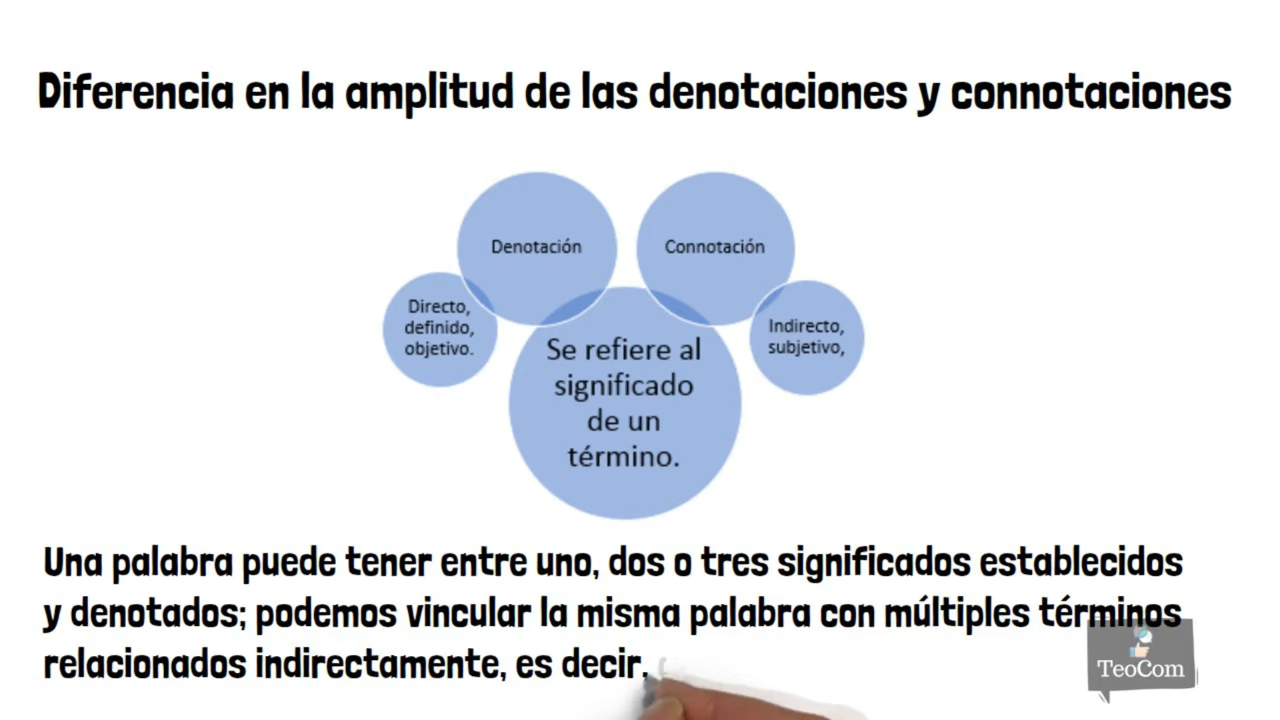 Diferencia en la amplitud de las denotaciones y connotaciones
Denotación
Connotación
Directo,
definido,
objetivo.
Indirecto,
subjetivo,
Se refiere al
significado
de un
término.
Una palabra puede tener entre uno, dos o tres significados establecidos
y denotados; podemos vincular la misma palabra con múltiples términos
relacionados indirectamente, es decir.
TeoCom